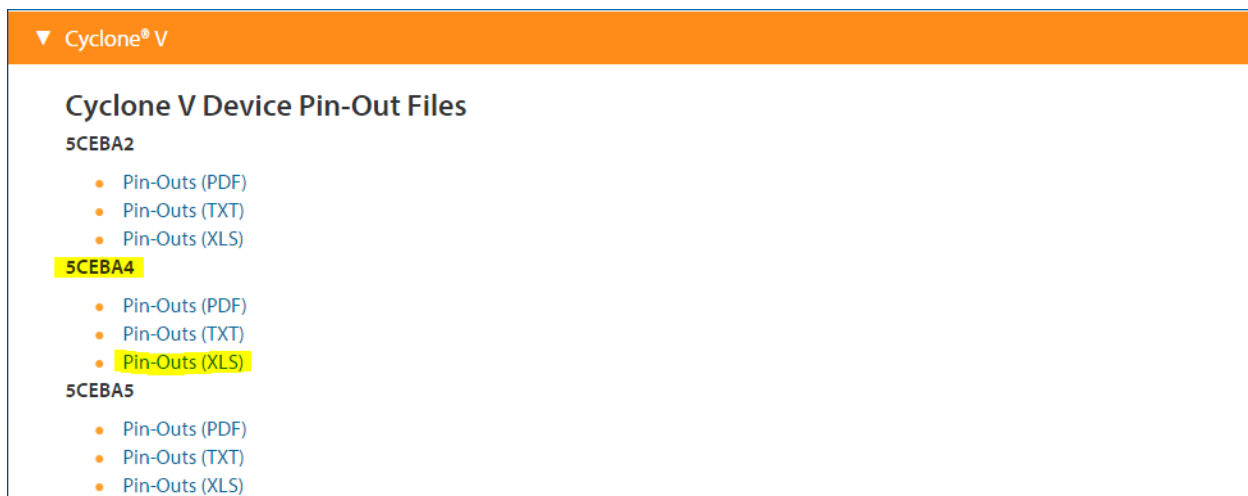 ▼ Cyclone® V
Cyclone V Device Pin-Out Files
5CEBA2
• Pin-Outs (PDF)
• Pin-Outs (TXT)
• Pin-Outs (XLS)
5CEBA4
• Pin-Outs (PDF)
• Pin-Outs (TXT)
• Pin-Outs (XLS)
5CEBA5
• Pin-Outs (PDF)
• Pin-Outs (TXT)
• Pin-Outs (XLS)